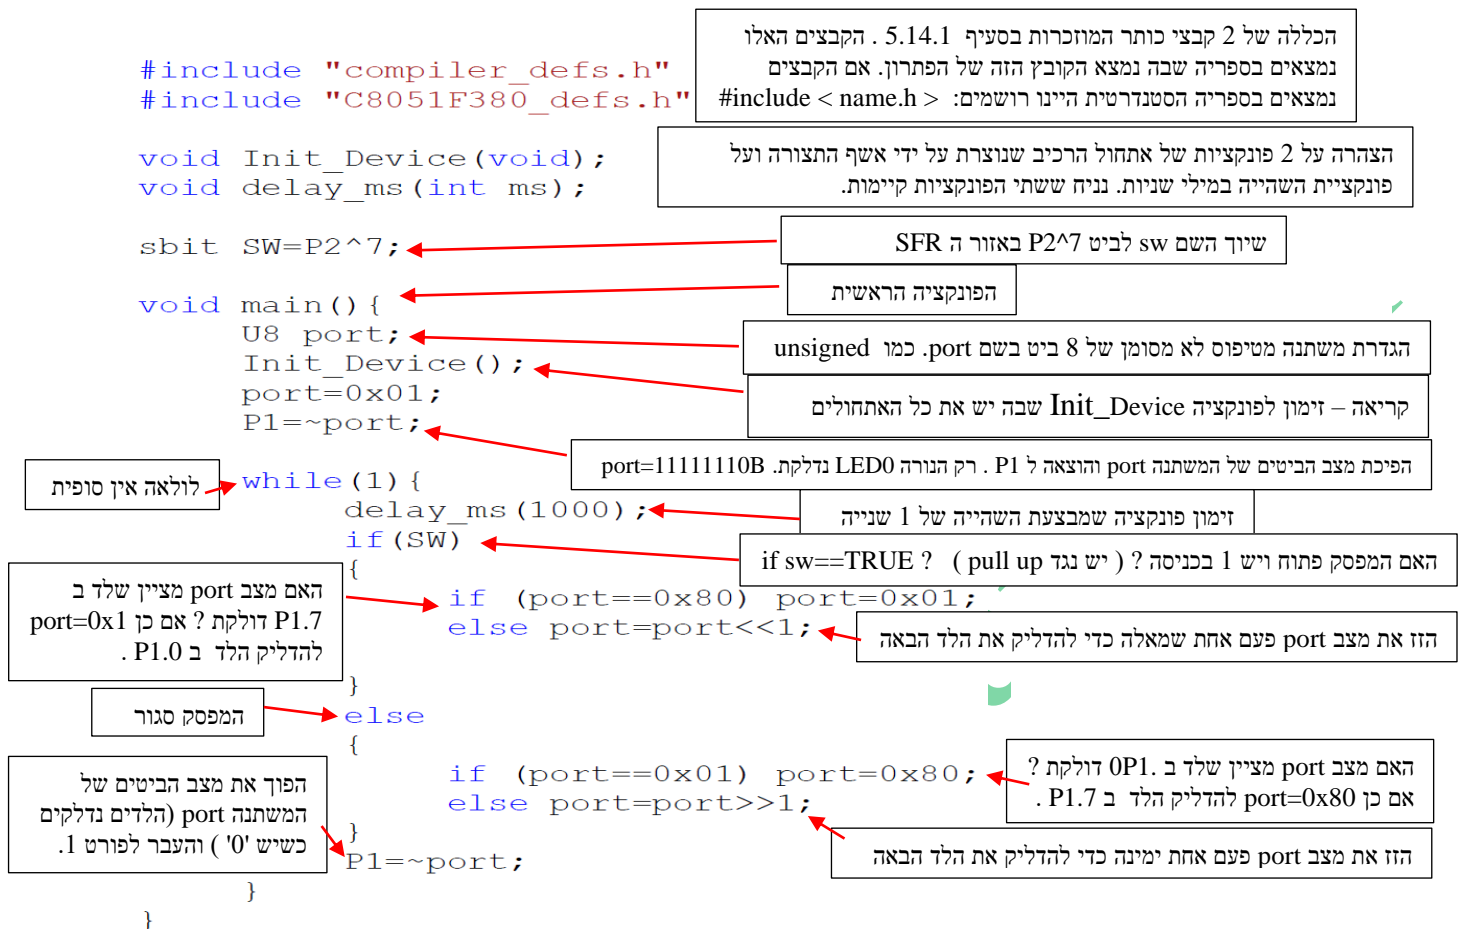 הכללה של 2 קבצי כותר המוזכרות בסעיף 5.14.1 . הקבצים האלו
נמצאים בספריה שבה נמצא הקובץ הזה של הפתרון. אם הקבצים
נמצאים בספריה הסטנדרטית היינו רושמים: #include < name.h >
#include "compiler_defs.h"
#include "C8051F380_defs.h"
void Init_Device(void);
void delay_ms(int ms);
הצהרה על 2 פונקציות של אתחול הרכיב שנוצרת על ידי אשף התצורה ועל
פונקציית השהייה במילי שניות. נניח ששתי הפונקציות קיימות.
sbit SW=P2^7;
שיוך השם sw לביט P2^7 באזור ה SFR
הפונקציה הראשית
void main(){
U8 port;
הגדרת משתנה מטיפוס לא מסומן של 8 ביט בשם port. כמו unsigned
Init_Device();
port=0x01;
קריאה – זימון לפונקציה Init_Device שבה יש את כל האתחולים
P1=~port;
הפיכת מצב הביטים של המשתנה port והוצאה ל P1 . רק הנורה LED0 נדלקת. port=11111110B
while(1){
לולאה אין סופית
delay_ms(1000);
זימון פונקציה שמבצעת השהייה של 1 שנייה
if(SW)
האם המפסק פתוח ויש 1 בכניסה ? ( יש נגד pull up ) ? if sw==TRUE
{
if (port==0x80) port=0x01;
האם מצב port מציין שלד ב
P1.7 דולקת ? אם כן port=0x1
להדליק הלד ב P1.0 .
else port=port<<1;
הזז את מצב port פעם אחת שמאלה כדי להדליק את הלד הבאה
}
else
המפסק סגור
{
if (port==0x01) port=0x80;
האם מצב port מציין שלד ב .0P1 דולקת ?
אם כן port=0x80 להדליק הלד ב P1.7 .
else port=port>>1;
הזז את מצב port פעם אחת ימינה כדי להדליק את הלד הבאה
}
P1=~port;
הפוך את מצב הביטים של
המשתנה port (הלדים נדלקים
כשיש '0' ) והעבר לפורט 1.
}
}